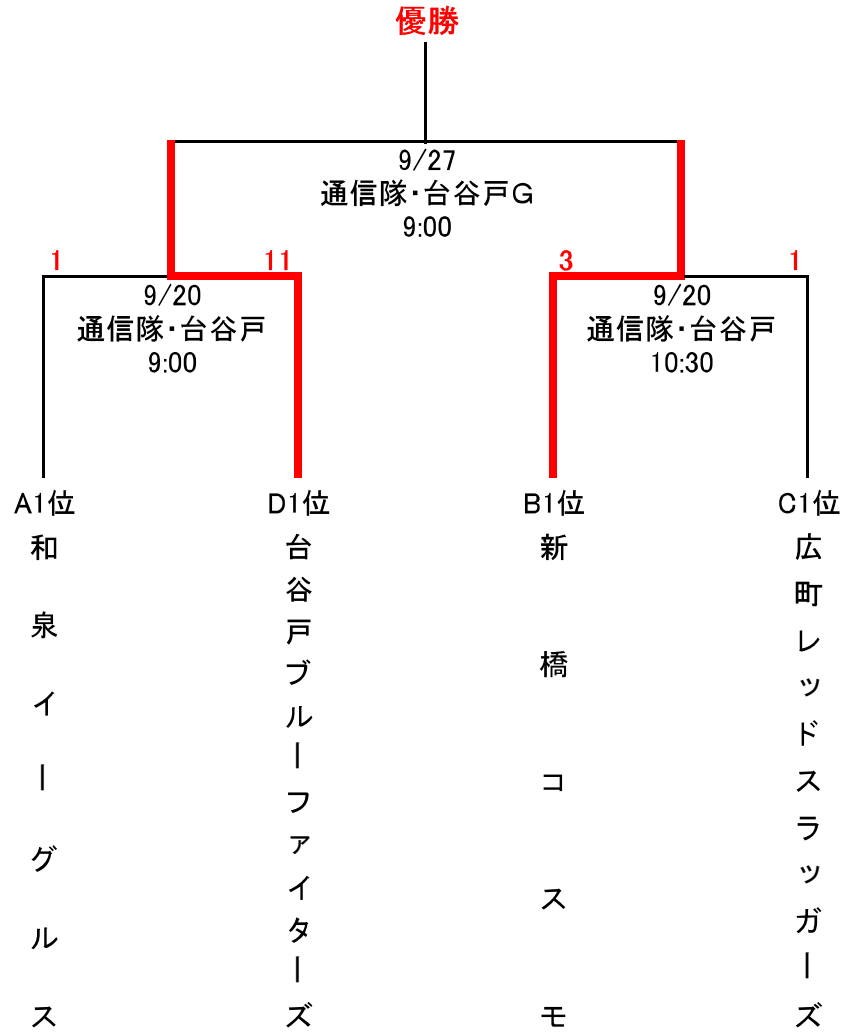 優勝
9/27
通信隊・台谷戸G
9:00
1
11
3
1
9/20
通信隊・台谷戸
9:00
9/20
通信隊・台谷戸
10:30
A1位
D1位
B1位
C1位
和泉イーグルス
台谷戸ブルーファイターズ
新橋コスモ
広町レッドスラッガーズ